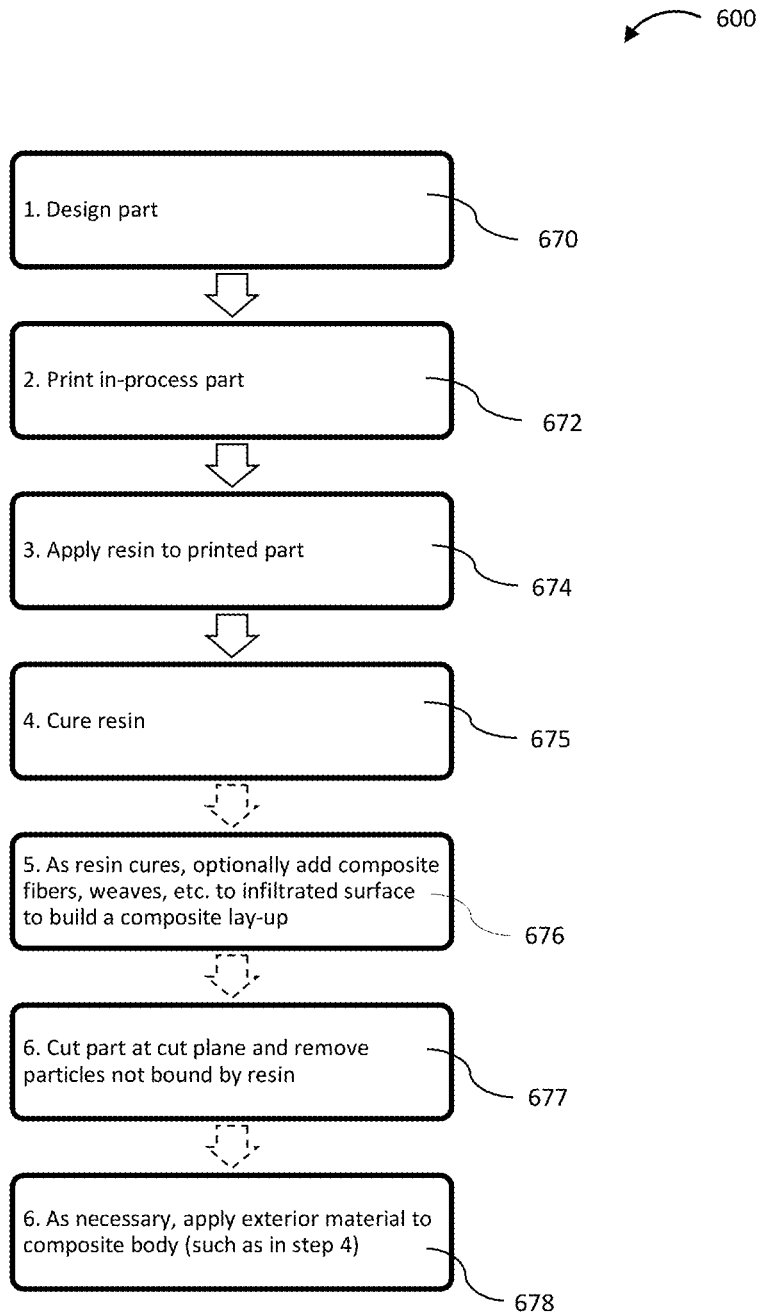 600
1. Design part
670
2. Print in-process part
672
3. Apply resin to printed part
674
4. Cure resin
675
5. As resin cures, optionally add composite
fibers, weaves, etc. to infiltrated surface
to build a composite lay-up
676
6. Cut part at cut plane and remove
particles not bound by resin
677
6. As necessary, apply exterior material to
composite body (such as in step 4)
678